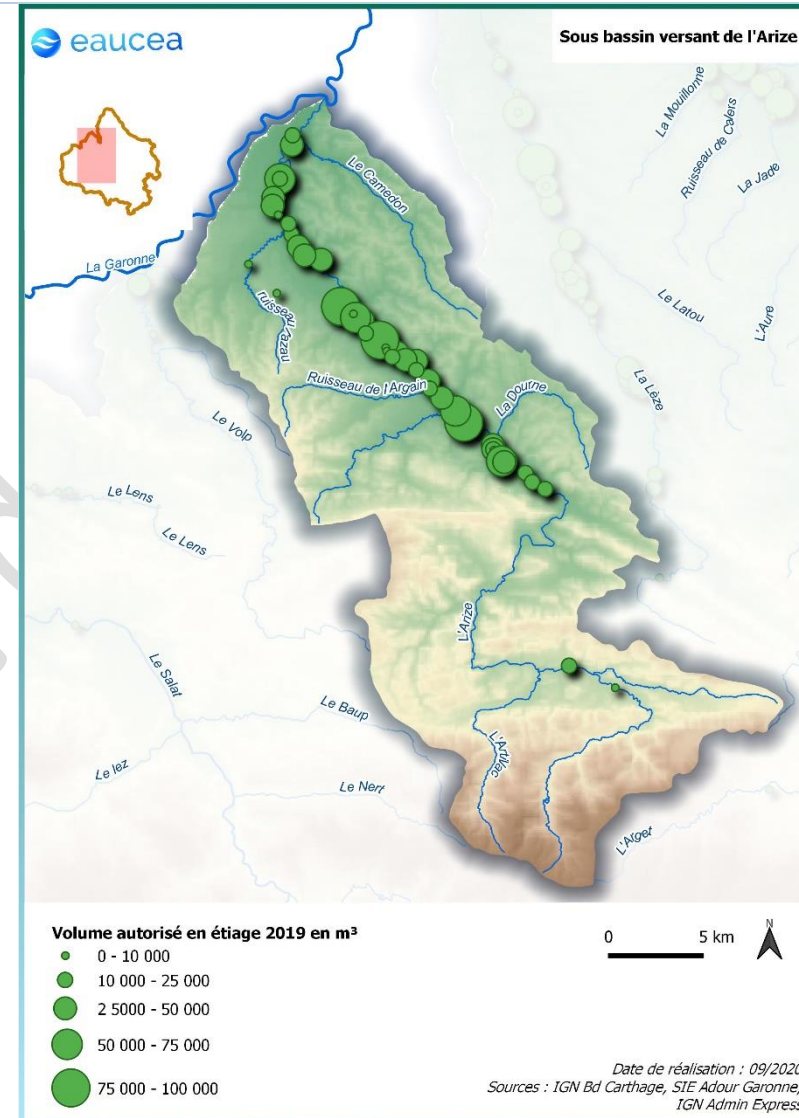 eaucea
Sous bassin versant de l'Arize
La Mouillonne
Ruisseau de Calers
La Jade
Le Camedon
La Garonne
Le Latou
L'Aure
ruisseau
azau
Ruisseau de l'Argain
La Dourne
La Lèze
Le Volp
Le Lens
Le Lens
L'Arize
Le Salat
Le Baup
L'Artillac
Le lez
Le Nert
L'Arget
Volume autorisé en étiage 2019 en m³
0 - 10 000
10 000 - 25 000
2 5000 - 50 000
50 000 - 75 000
75 000 - 100 000
0 5 km
N
Date de réalisation : 09/2020
Sources : IGN Bd Carthage, SIE Adour Garonne,
IGN Admin Express